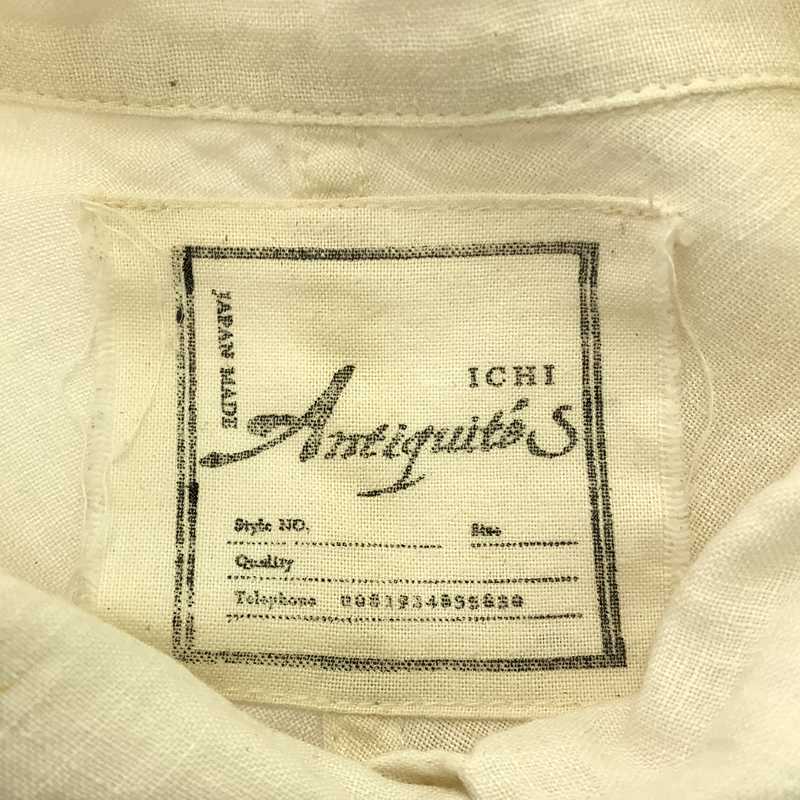 JAPAN MADE
ICHI
Antiquités
Style NO.
Size
Quality
Telephone